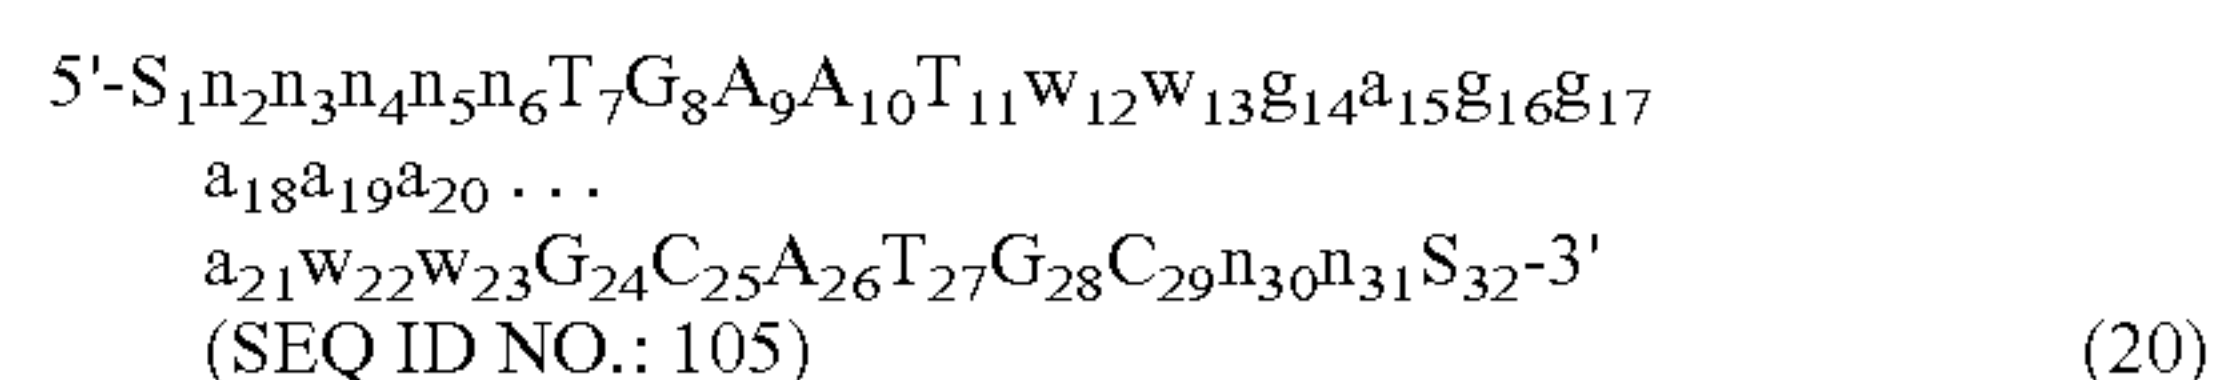 5'-S₁n₂n₃n₄n₅n₆T₇G₈A₉A₁₀T₁₁w₁₂w₁₃g₁₄a₁₅g₁₆g₁₇
a₁₈a₁₉a₂₀ . . .
a₂₁w₂₂w₂₃G₂₄C₂₅A₂₆T₂₇G₂₈C₂₉n₃₀n₃₁S₃₂-3'
(SEQ ID NO.: 105) (20)